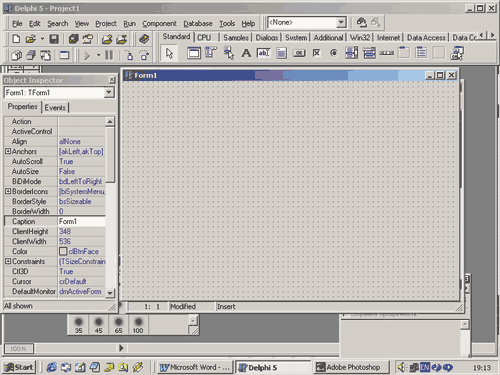 Delphi 5 - Project1
File Edit Search View Project Run Component Database Tools Help <None>
Standard CPU Samples Dialogs System Additional Win32 Internet Data Access
Object Inspector
Form1: TForm1
Properties Events
Action
ActiveControl
Align alNone
Anchors [akLeft,akTop]
AutoScroll True
AutoSize False
BiDiMode bdLeftToRight
BorderIcons [biSystemMenu,
BorderStyle bsSizeable
BorderWidth 0
Caption Form1
ClientHeight 348
ClientWidth 536
Color clBtnFace
Constraints (TSizeConstrain
Ctl3D True
Cursor crDefault
DefaultMonitor dmActiveForm
All shown
Form1
1: 1 Modified Insert
35 45 65 100
100%
Start Microsoft Word - ... Delphi 5 Adobe Photoshop EN 19:13